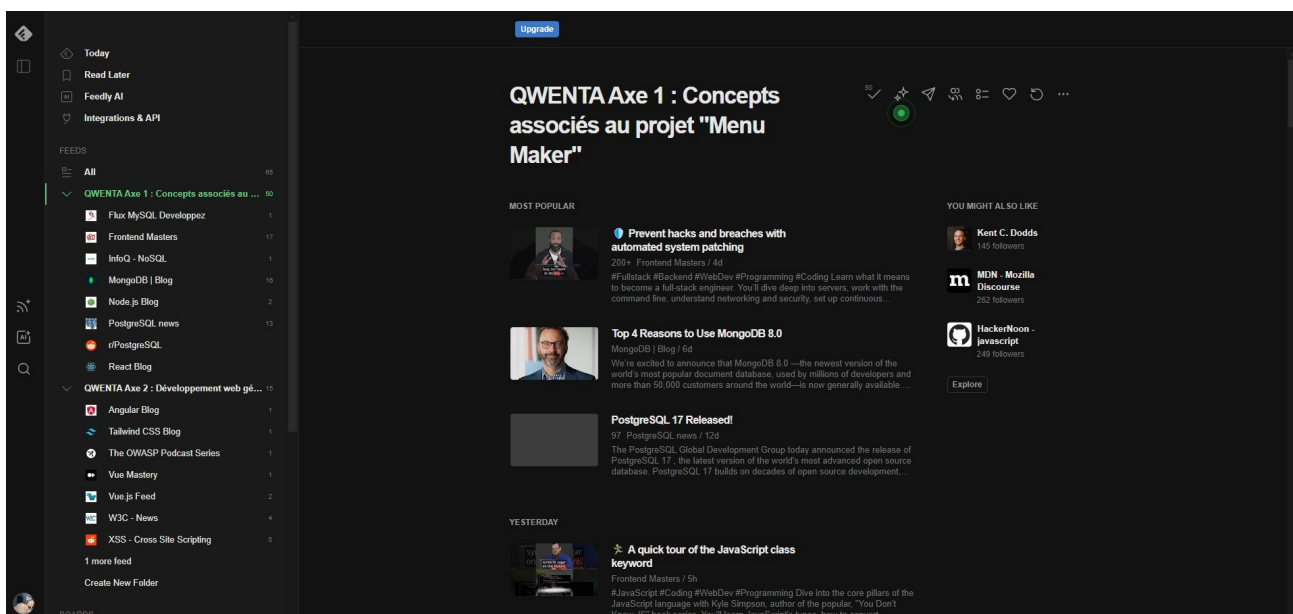 Upgrade
Today
Read Later
AI Feedly AI
Integrations & API
FEEDS
All 65
QWENTA Axe 1 : Concepts associés au ... 50
Flux MySQL Developpez 1
Frontend Masters 17
InfoQ - NoSQL 1
MongoDB | Blog 16
Node.js Blog 2
PostgreSQL news 13
r/PostgreSQL
React Blog
QWENTA Axe 2 : Développement web gé... 15
Angular Blog 1
Tailwind CSS Blog 1
The OWASP Podcast Series 1
Vue Mastery 1
Vue.js Feed 2
W3C - News 4
XSS - Cross Site Scripting 5
1 more feed
Create New Folder
BOARDS
QWENTA Axe 1 : Concepts
associés au projet "Menu
Maker"
50
MOST POPULAR
Prevent hacks and breaches with
automated system patching
200+ Frontend Masters / 4d
#Fullstack #Backend #WebDev #Programming #Coding Learn what it means
to become a full-stack engineer. You'll dive deep into servers, work with the
command line, understand networking and security, set up continuous...
Top 4 Reasons to Use MongoDB 8.0
MongoDB | Blog / 6d
We're excited to announce that MongoDB 8.0 —the newest version of the
world's most popular document database, used by millions of developers and
more than 50,000 customers around the world—is now generally available....
PostgreSQL 17 Released!
97 PostgreSQL news / 12d
The PostgreSQL Global Development Group today announced the release of
PostgreSQL 17 , the latest version of the world's most advanced open source
database. PostgreSQL 17 builds on decades of open source development,...
YESTERDAY
A quick tour of the JavaScript class
keyword
Frontend Masters / 5h
#JavaScript #Coding #WebDev #Programming Dive into the core pillars of the
JavaScript language with Kyle Simpson, author of the popular, "You Don't
YOU MIGHT ALSO LIKE
Kent C. Dodds
145 followers
m MDN - Mozilla
Discourse
262 followers
HackerNoon -
javascript
249 followers
Explore